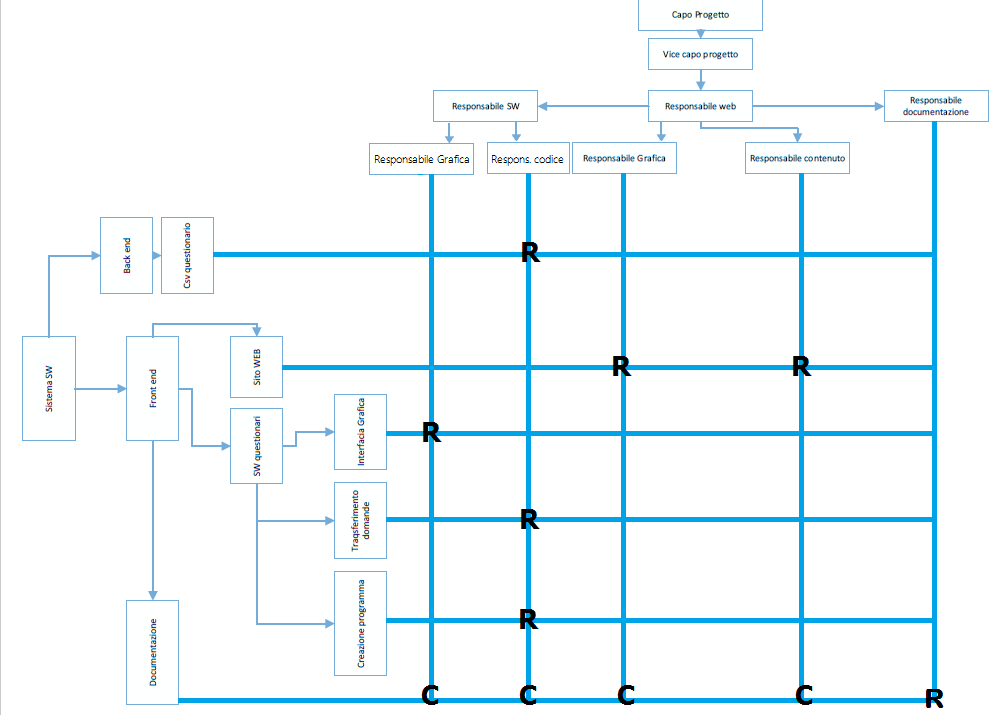 Capo Progetto
Vice capo progetto
Responsabile SW
Responsabile web
Responsabile
documentazione
Responsabile Grafica
Respons. codice
Responsabile Grafica
Responsabile contenuto
Back end
Csv questionario
R
Sistema SW
Front end
Sito WEB
R
R
SW questionari
Interfacia Grafica
R
Traqsferimento
domande
R
Creazione programma
R
Documentazione
C
C
C
C
R